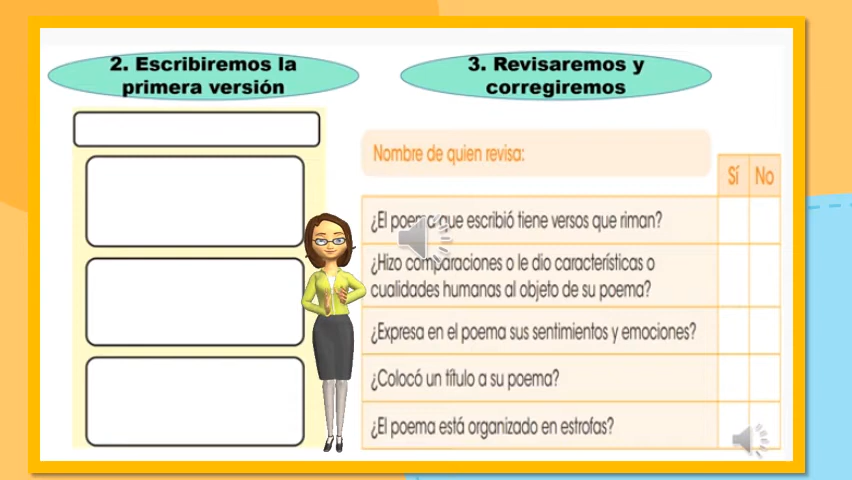 2. Escribiremos la
primera versión
3. Revisaremos y
corregiremos
Nombre de quien revisa:
Sí No
¿El poema que escribió tiene versos que riman?
¿Hizo comparaciones o le dio características o
cualidades humanas al objeto de su poema?
¿Expresa en el poema sus sentimientos y emociones?
¿Colocó un título a su poema?
¿El poema está organizado en estrofas?